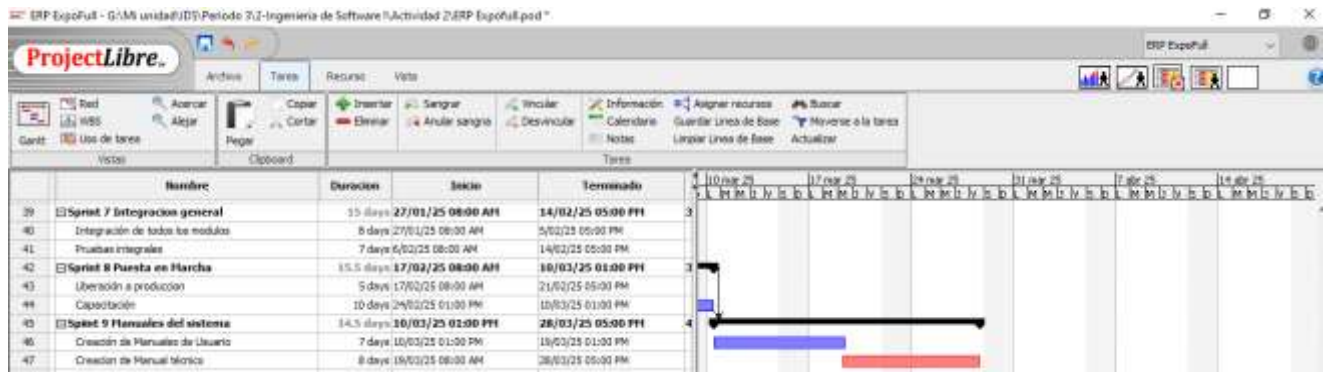 ERP ExpoFull - G:\Mi unidad\IDS\Periodo 7\2-Ingenieria de Software II\Actividad 2\ERP Expofull.pod *
ProjectLibre
ERP ExpoFull
Archivo Tarea Recurso Vista
Red Acercar Copiar Insertar Sangrar Vincular Información Asignar recursos Buscar
WBS Alejar Cortar Eliminar Anular sangria Desvincular Calendario Guardar Linea de Base Moverse a la tarea
Gantt Uso de tarea Pegar Notas Limpiar Linea de Base Actualizar
Vistas Clipboard Tarea
Nombre Duracion Inicio Terminado
10 mar 25 17 mar 25 24 mar 25 31 mar 25 7 abr 25 14 abr 25
L M M J V S D L M M J V S D L M M J V S D L M M J V S D L M M J V S D L M M J V S D
39 Sprint 7 Integracion general 15 days 27/01/25 08:00 AM 14/02/25 05:00 PM 3
40 Integración de todos los modulos 8 days 27/01/25 08:00 AM 5/02/25 05:00 PM
41 Pruebas integrales 7 days 6/02/25 08:00 AM 14/02/25 05:00 PM
42 Sprint 8 Puesta en Marcha 15.5 days 17/02/25 08:00 AM 10/03/25 01:00 PM 3
43 Liberación a produccion 5 days 17/02/25 08:00 AM 21/02/25 05:00 PM
44 Capacitación 10 days 24/02/25 01:00 PM 10/03/25 01:00 PM
45 Sprint 9 Manuales del sistema 14.5 days 10/03/25 01:00 PM 28/03/25 05:00 PM 4
46 Creación de Manuales de Usuario 7 days 10/03/25 01:00 PM 19/03/25 01:00 PM
47 Creacion de Manual técnico 8 days 19/03/25 08:00 AM 28/03/25 05:00 PM